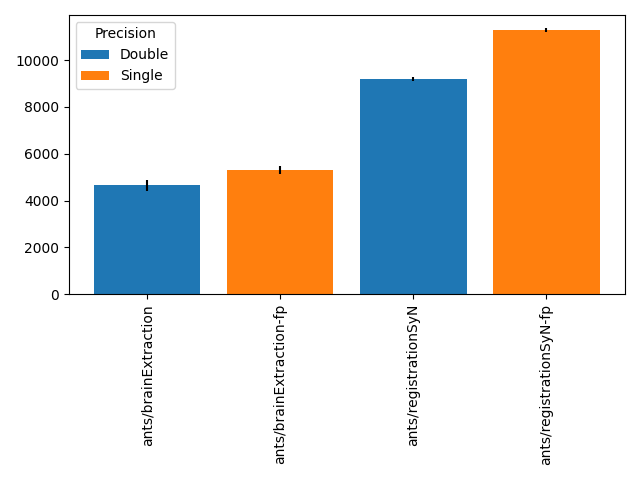 Precision
Double
Single
10000
8000
6000
4000
2000
0
ants/brainExtraction
ants/brainExtraction-fp
ants/registrationSyN
ants/registrationSyN-fp